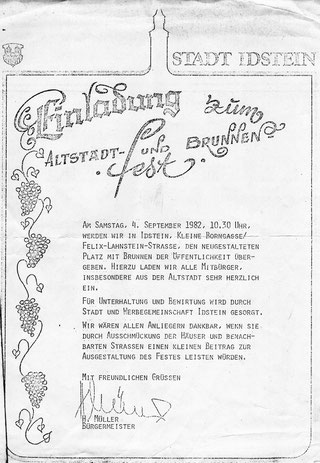 STADT IDSTEIN
Einladung zum
ALTSTADT- UND BRUNNEN
fest
AM SAMSTAG, 4. SEPTEMBER 1982, 10.30 UHR,
WERDEN WIR IN IDSTEIN, KLEINE BORNGASSE/
FELIX-LAHNSTEIN-STRASSE, DEN NEUGESTALTETEN
PLATZ MIT BRUNNEN DER ÖFFENTLICHKEIT ÜBER-
GEBEN. HIERZU LADEN WIR ALLE MITBÜRGER,
INSBESONDERE AUS DER ALTSTADT SEHR HERZLICH
EIN.
FÜR UNTERHALTUNG UND BEWIRTUNG WIRD DURCH
STADT UND WERBEGEMEINSCHAFT IDSTEIN GESORGT.
WIR WÄREN ALLEN ANLIEGERN DANKBAR, WENN SIE
DURCH AUSSCHMÜCKUNG DER HÄUSER UND BENACH-
BARTEN STRASSEN EINEN KLEINEN BEITRAG ZUR
AUSGESTALTUNG DES FESTES LEISTEN WÜRDEN.
MIT FREUNDLICHEN GRÜSSEN
H. MÜLLER
BÜRGERMEISTER